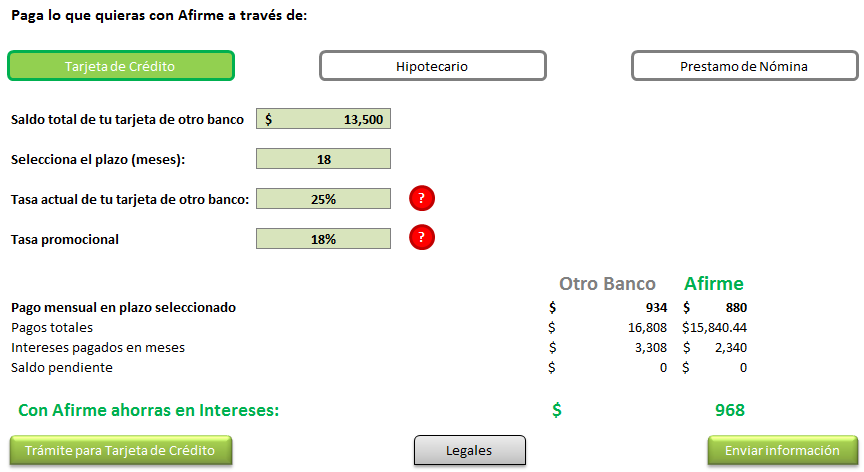 Paga lo que quieras con Afirme a través de:
Tarjeta de Crédito Hipotecario Prestamo de Nómina
Saldo total de tu tarjeta de otro banco $ 13,500
Selecciona el plazo (meses): 18
Tasa actual de tu tarjeta de otro banco: 25% ?
Tasa promocional 18% ?
Otro Banco Afirme
Pago mensual en plazo seleccionado $ 934 $ 880
Pagos totales $ 16,808 $15,840.44
Intereses pagados en meses $ 3,308 $ 2,340
Saldo pendiente $ 0 $ 0
Con Afirme ahorras en Intereses: $ 968
Trámite para Tarjeta de Crédito Legales Enviar información